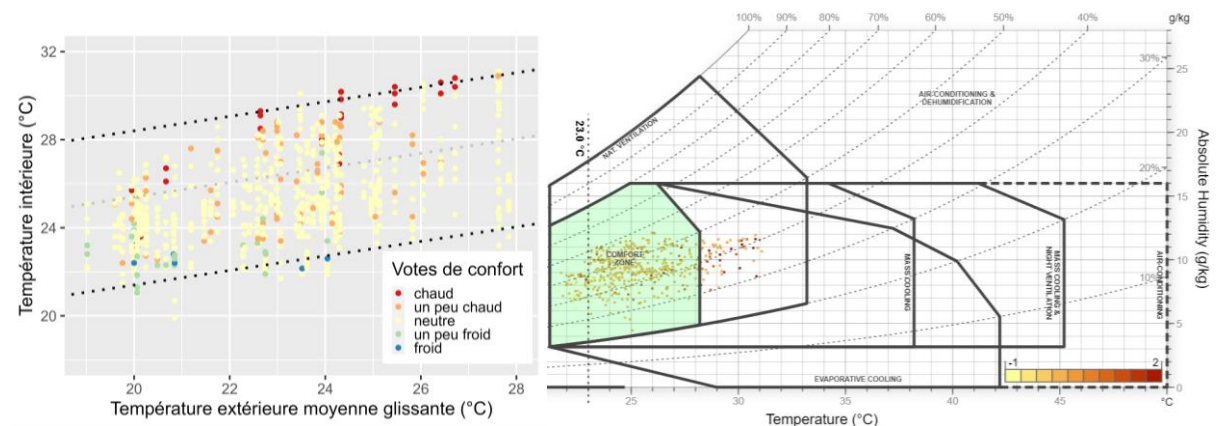 32
28
24
20
20
22
24
26
28
Température intérieure (°C)
Température extérieure moyenne glissante (°C)
Votes de confort
chaud
un peu chaud
neutre
un peu froid
froid
100%
90%
80%
70%
60%
50%
40%
g/kg
30%
20%
10%
23.0 °C
NAT. VENTILATION
AIR CONDITIONING &
DEHUMIDIFICATION
COMFORT
ZONE
MASS COOLING
MASS COOLING &
NIGHT VENTILATION
AIR CONDITIONING
EVAPORATIVE COOLING
-1
2
25
20
15
10
5
0
Absolute Humidity (g/kg)
25
30
35
40
45
°C
Temperature (°C)